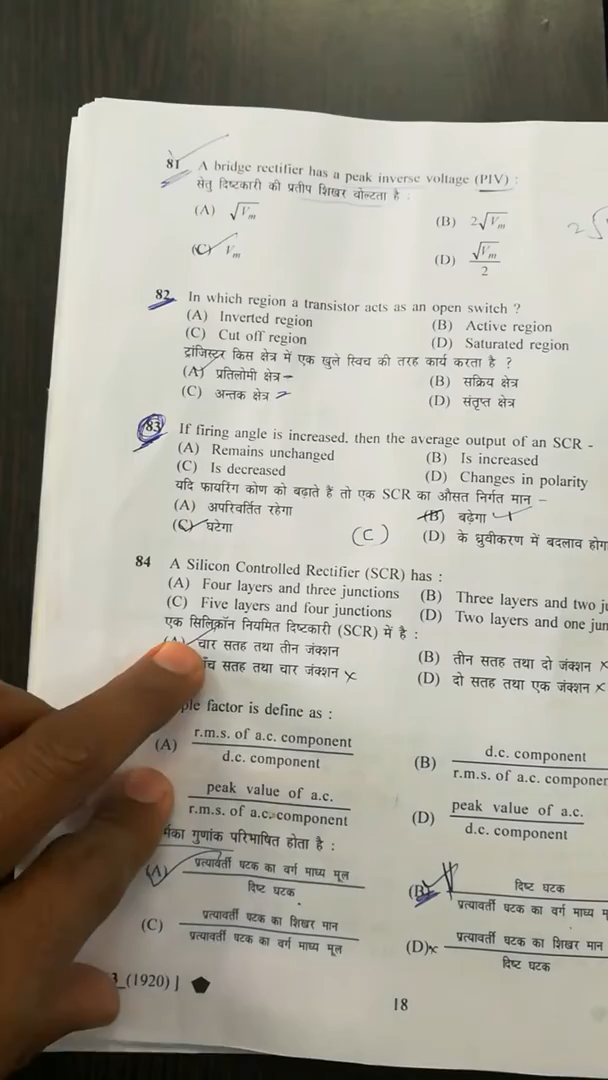 81 A bridge rectifier has a peak inverse voltage (PIV) :
सेतु दिष्टकारी की प्रतीप शिखर वोल्टता है :
(A) √Vm (B) 2√Vm
(C) Vm (D) √Vm/2
82. In which region a transistor acts as an open switch ?
(A) Inverted region (B) Active region
(C) Cut off region (D) Saturated region
ट्रांजिस्टर किस क्षेत्र में एक खुले स्विच की तरह कार्य करता है ?
(A) प्रतिलोमी क्षेत्र (B) सक्रिय क्षेत्र
(C) अन्तक क्षेत्र (D) संतृप्त क्षेत्र
83 If firing angle is increased, then the average output of an SCR -
(A) Remains unchanged (B) Is increased
(C) Is decreased (D) Changes in polarity
यदि फायरिंग कोण को बढ़ाते हैं तो एक SCR का औसत निर्गत मान –
(A) अपरिवर्तित रहेगा (B) बढ़ेगा
(C) घटेगा (C) (D) के ध्रुवीकरण में बदलाव
84 A Silicon Controlled Rectifier (SCR) has :
(A) Four layers and three junctions (B) Three layers and two
(C) Five layers and four junctions (D) Two layers and one
एक सिलिक्रॉन नियमित दिष्टकारी (SCR) में है :
(A) चार सतह तथा तीन जंक्शन (B) तीन सतह तथा दो जंक्शन
सतह तथा चार जंक्शन (D) दो सतह तथा एक जंक्शन
factor is define as :
(A) r.m.s. of a.c. component / d.c. component (B) d.c. component / r.m.s. of a.c.
peak value of a.c. / r.m.s. of a.c. component (D) peak value of a.c. / d.c. component
गुणांक परिभाषित होता है :
(A) प्रत्यावर्ती घटक का वर्ग माध्य मूल / दिष्ट घटक (B) दिष्ट घटक / प्रत्यावर्ती घटक का वर्ग माध्य
(C) प्रत्यावर्ती घटक का शिखर मान / प्रत्यावर्ती घटक का वर्ग माध्य मूल (D) प्रत्यावर्ती घटक का शिखर मान / दिष्ट घटक
(1920) ]
18